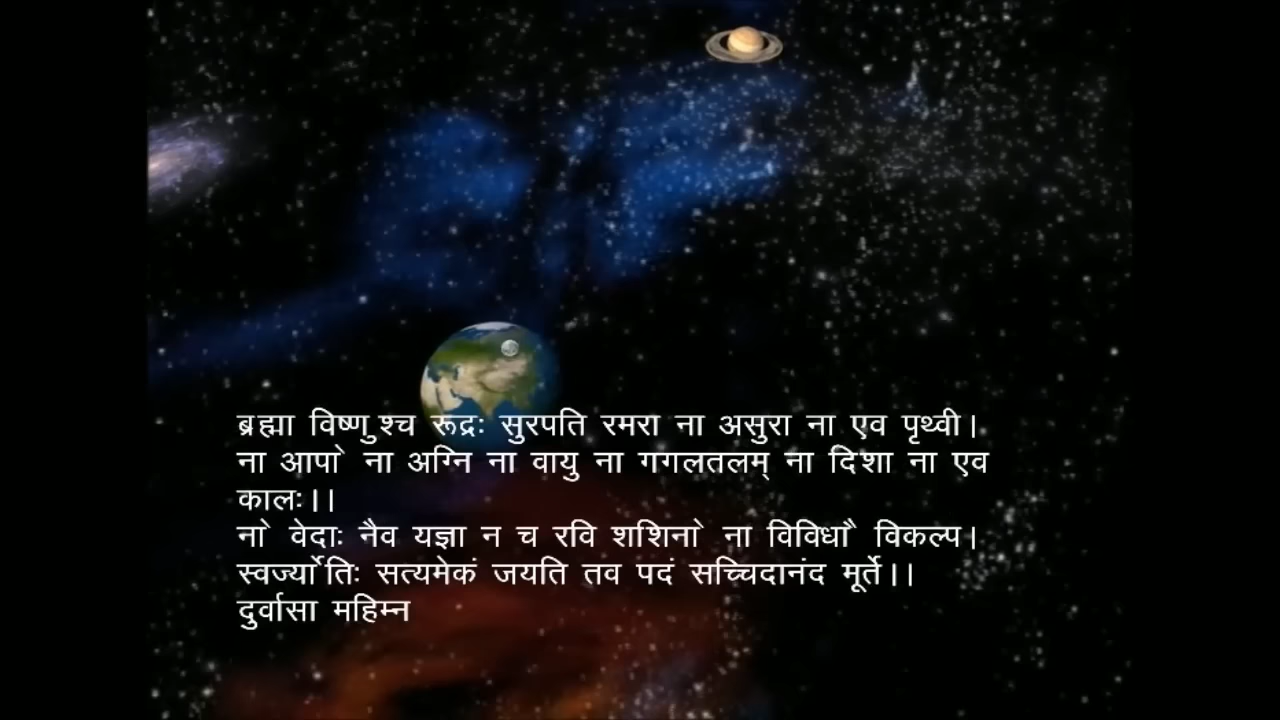 ब्रह्मा विष्णुश्च रूद्रः सुरपति रमरा ना असुरा ना एव पृथ्वी।
ना आपो ना अग्नि ना वायु ना गगलतलम् ना दिशा ना एव
कालः।।
नो वेदाः नैव यज्ञा न च रवि शशिनो ना विविधौ विकल्प।
स्वर्ज्योतिः सत्यमेकं जयति तव पदं सच्चिदानंद मूर्ते।।
दुर्वासा महिम्न